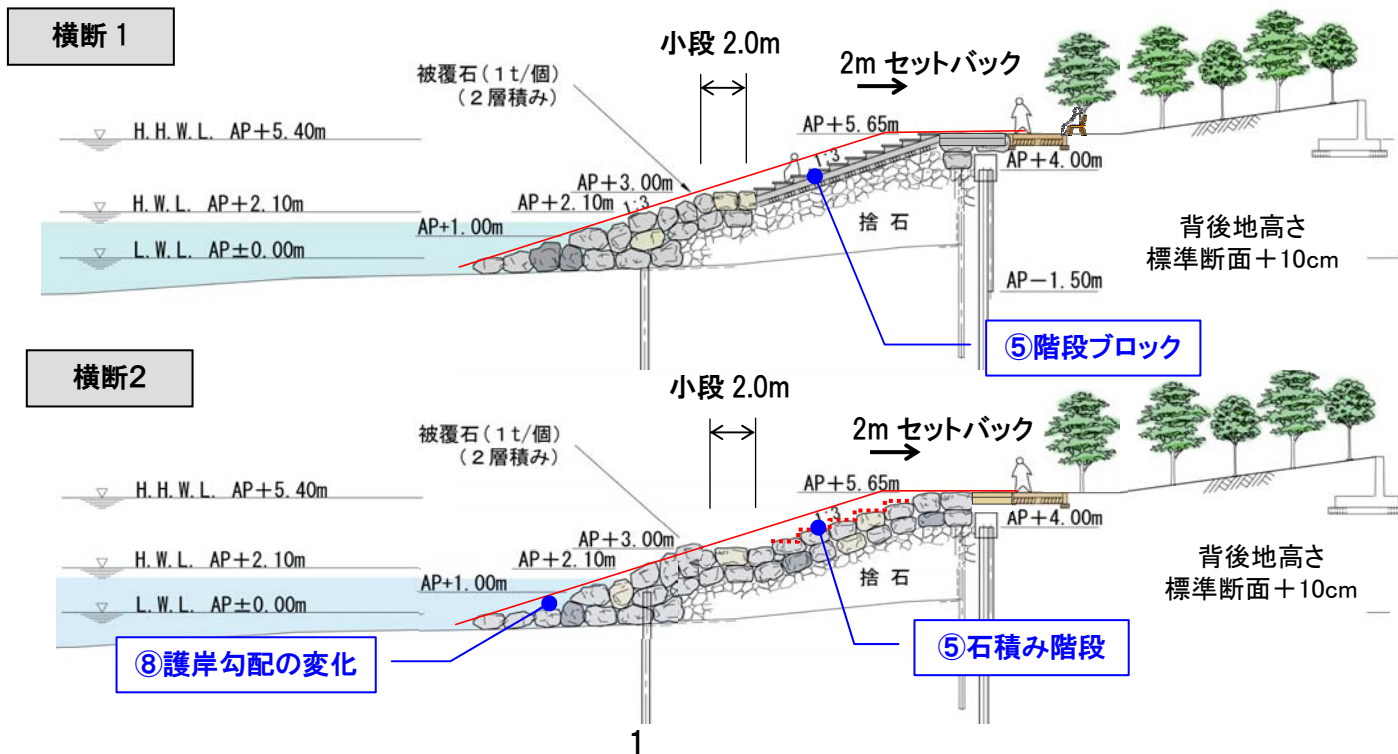 横断1
小段 2.0m
2m セットバック
被覆石(1t/個)
(2層積み)
H.H.W.L. AP+5.40m
AP+5.65m
1:3
AP+4.00m
AP+3.00m
H.W.L. AP+2.10m
AP+2.10m
1:3
AP+1.00m
捨石
背後地高さ
標準断面+10cm
L.W.L. AP±0.00m
AP-1.50m
⑤階段ブロック
横断2
小段 2.0m
2m セットバック
被覆石(1t/個)
(2層積み)
H.H.W.L. AP+5.40m
AP+5.65m
1:3
AP+4.00m
AP+3.00m
H.W.L. AP+2.10m
AP+2.10m
AP+1.00m
捨石
背後地高さ
標準断面+10cm
L.W.L. AP±0.00m
⑧護岸勾配の変化
⑤石積み階段
1